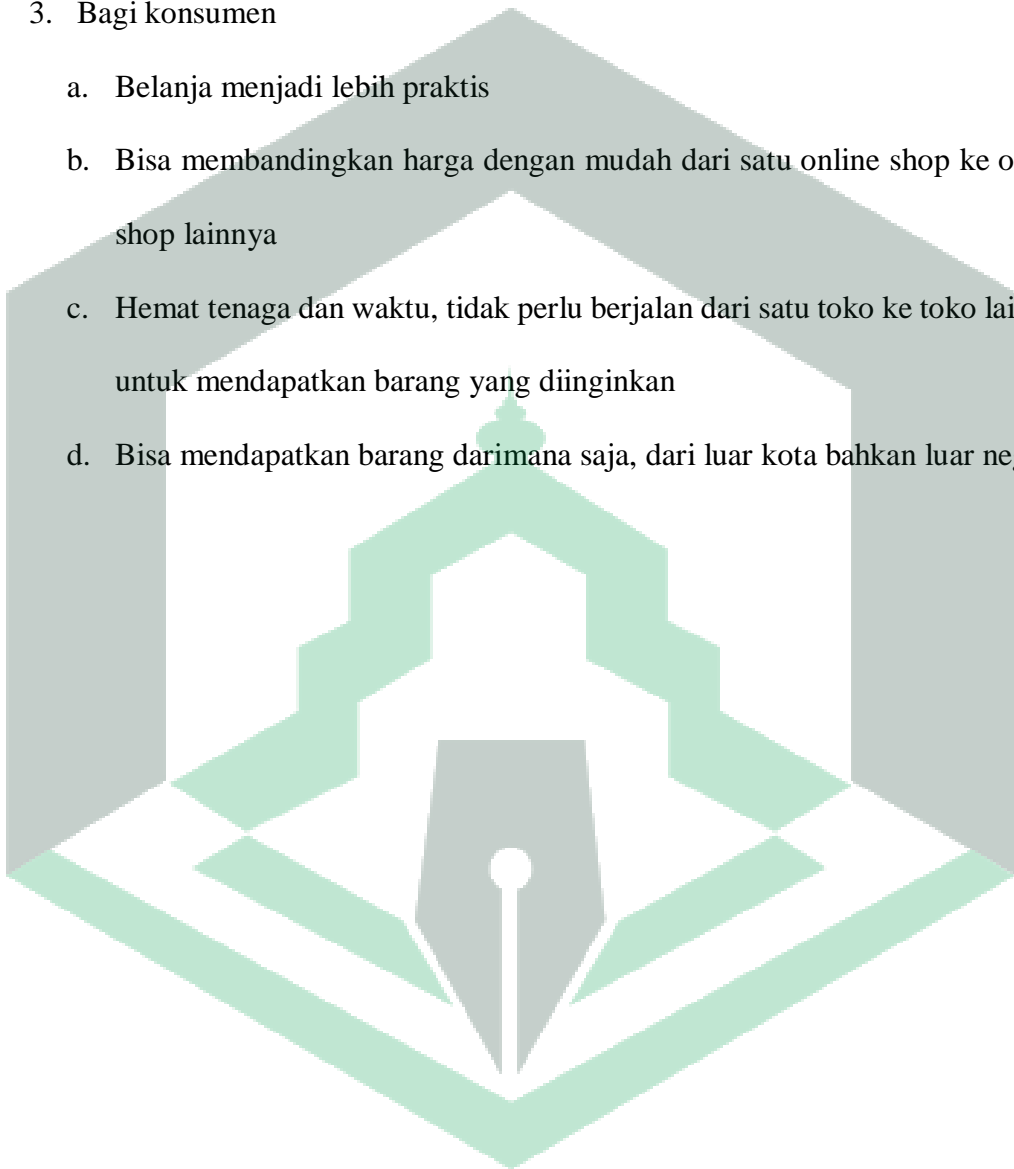 3. Bagi konsumen
a. Belanja menjadi lebih praktis
b. Bisa membandingkan harga dengan mudah dari satu online shop ke
shop lainnya
c. Hemat tenaga dan waktu, tidak perlu berjalan dari satu toko ke toko
untuk mendapatkan barang yang diinginkan
d. Bisa mendapatkan barang darimana saja, dari luar kota bahkan luar